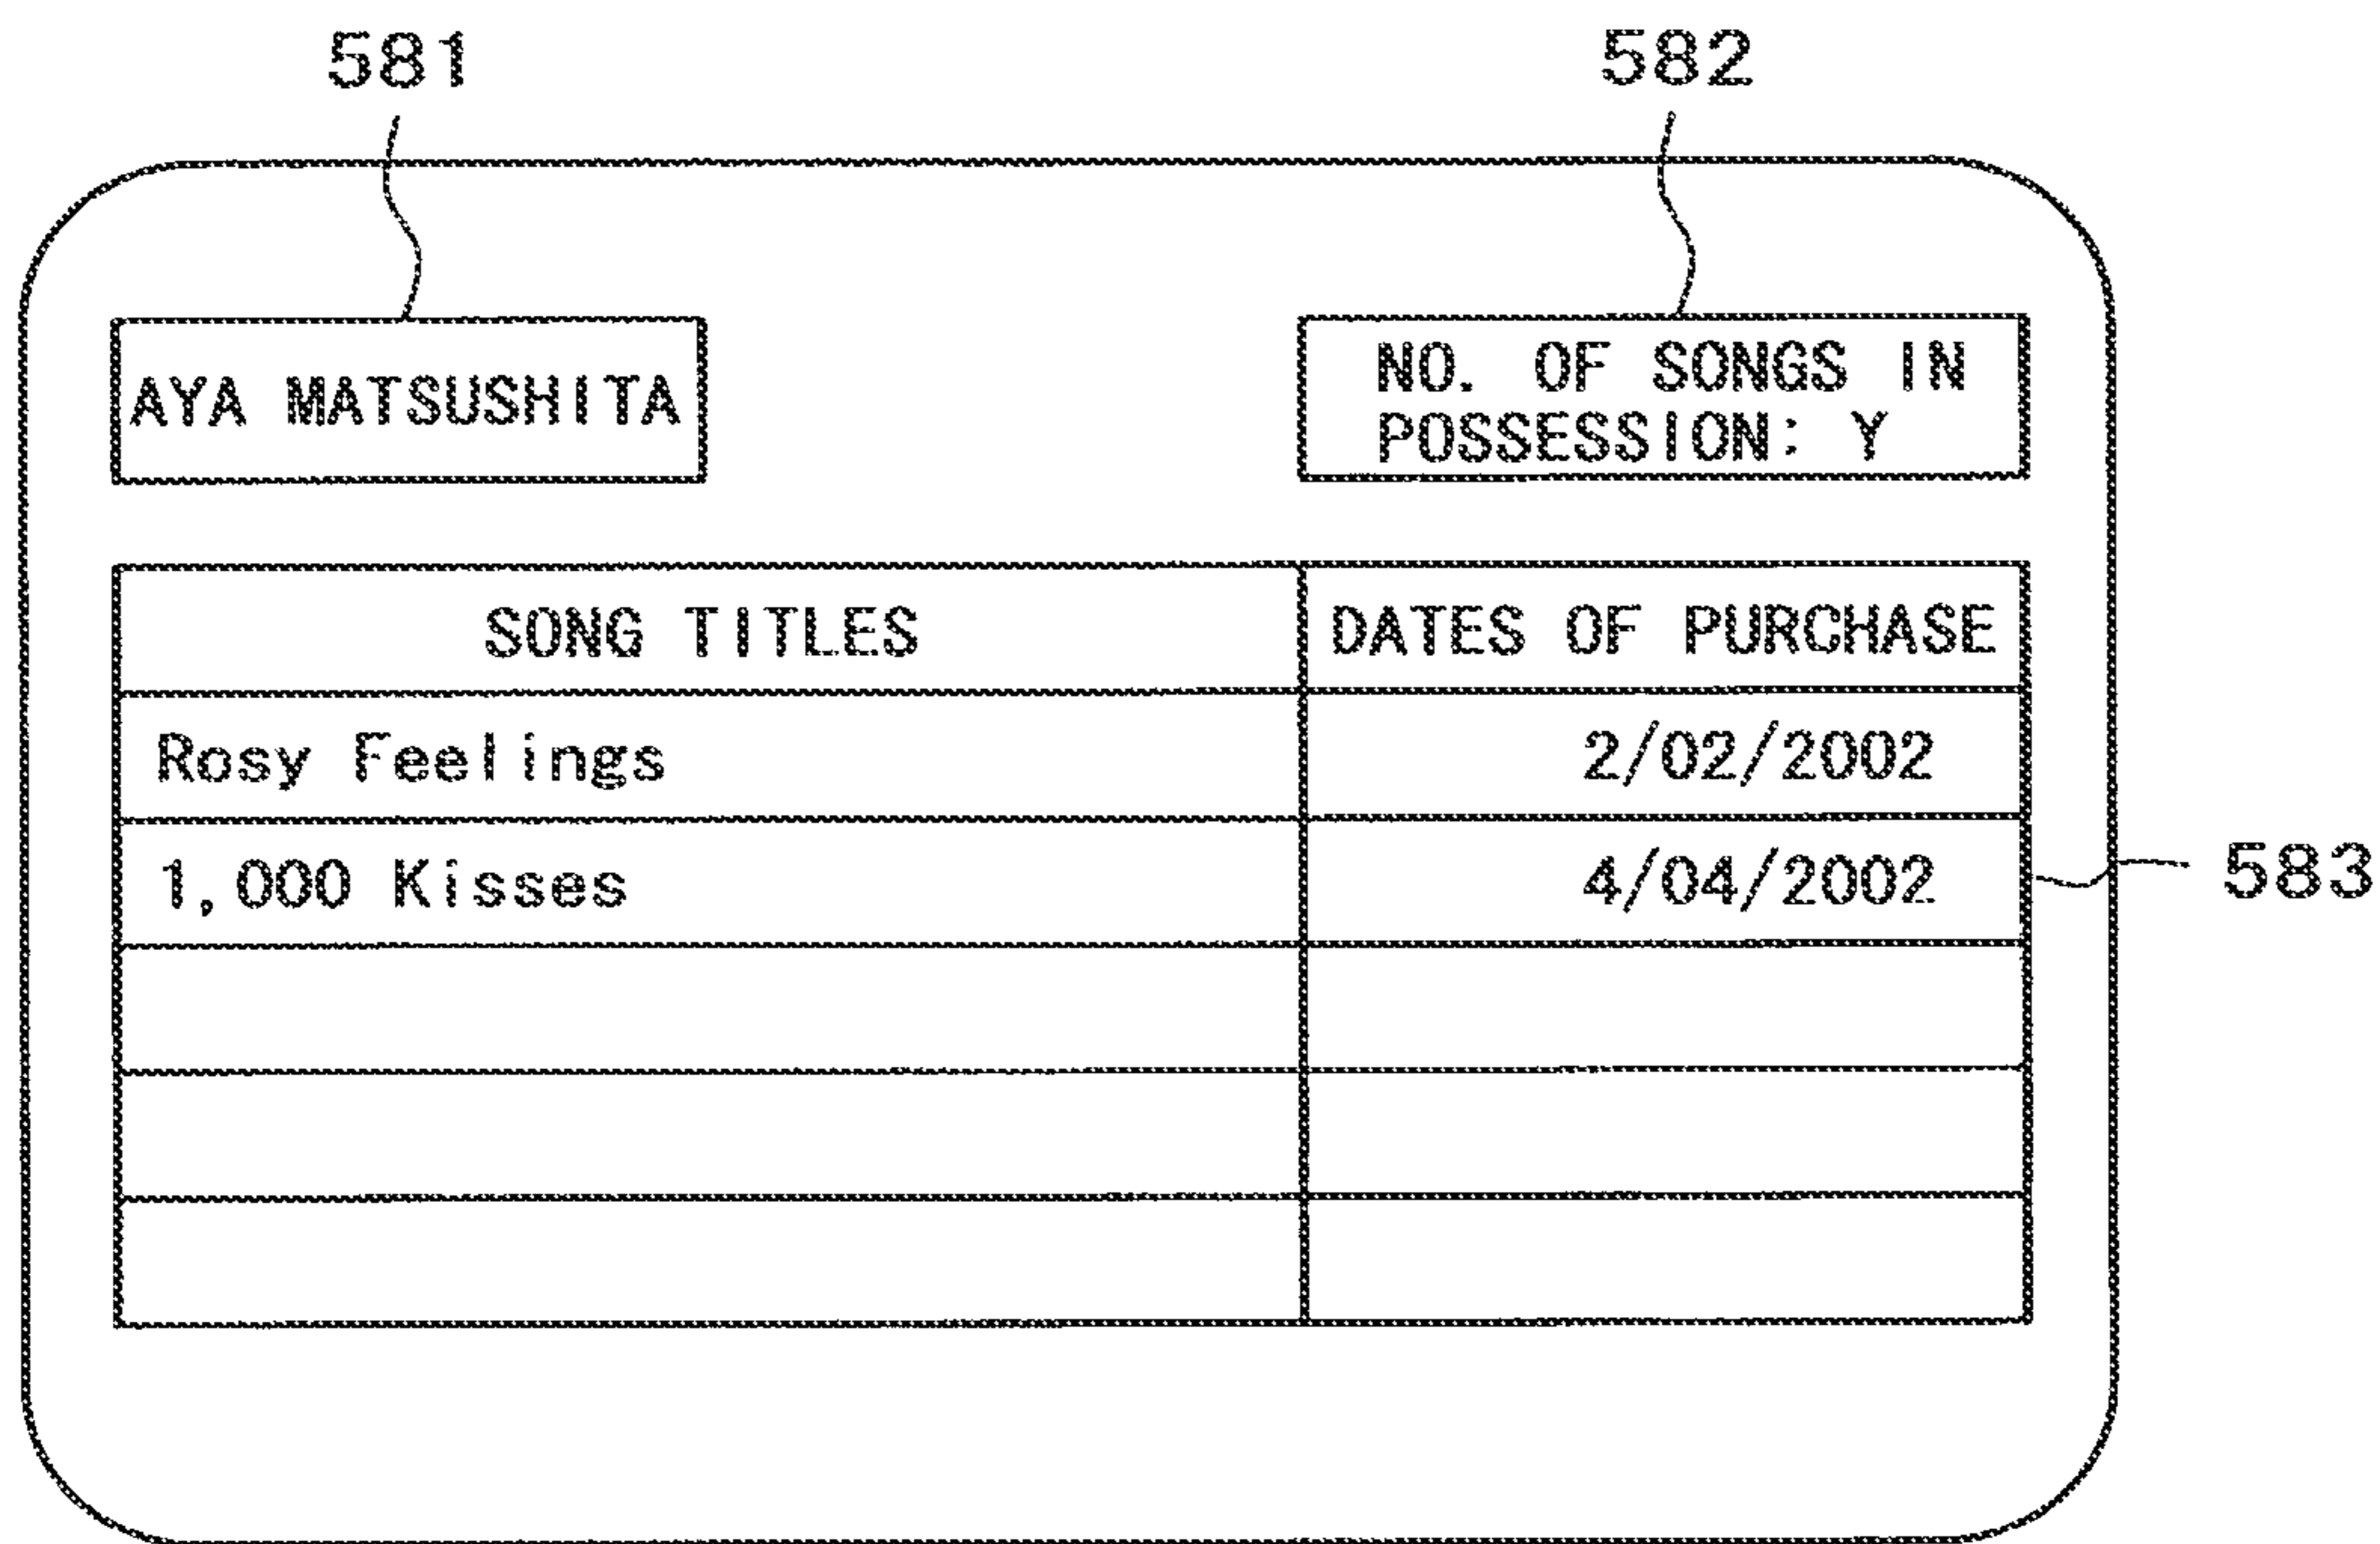 581
582
AYA MATSUSHITA
NO. OF SONGS IN
POSSESSION: Y
SONG TITLES
DATES OF PURCHASE
Rosy Feelings
2/02/2002
1,000 Kisses
4/04/2002
583